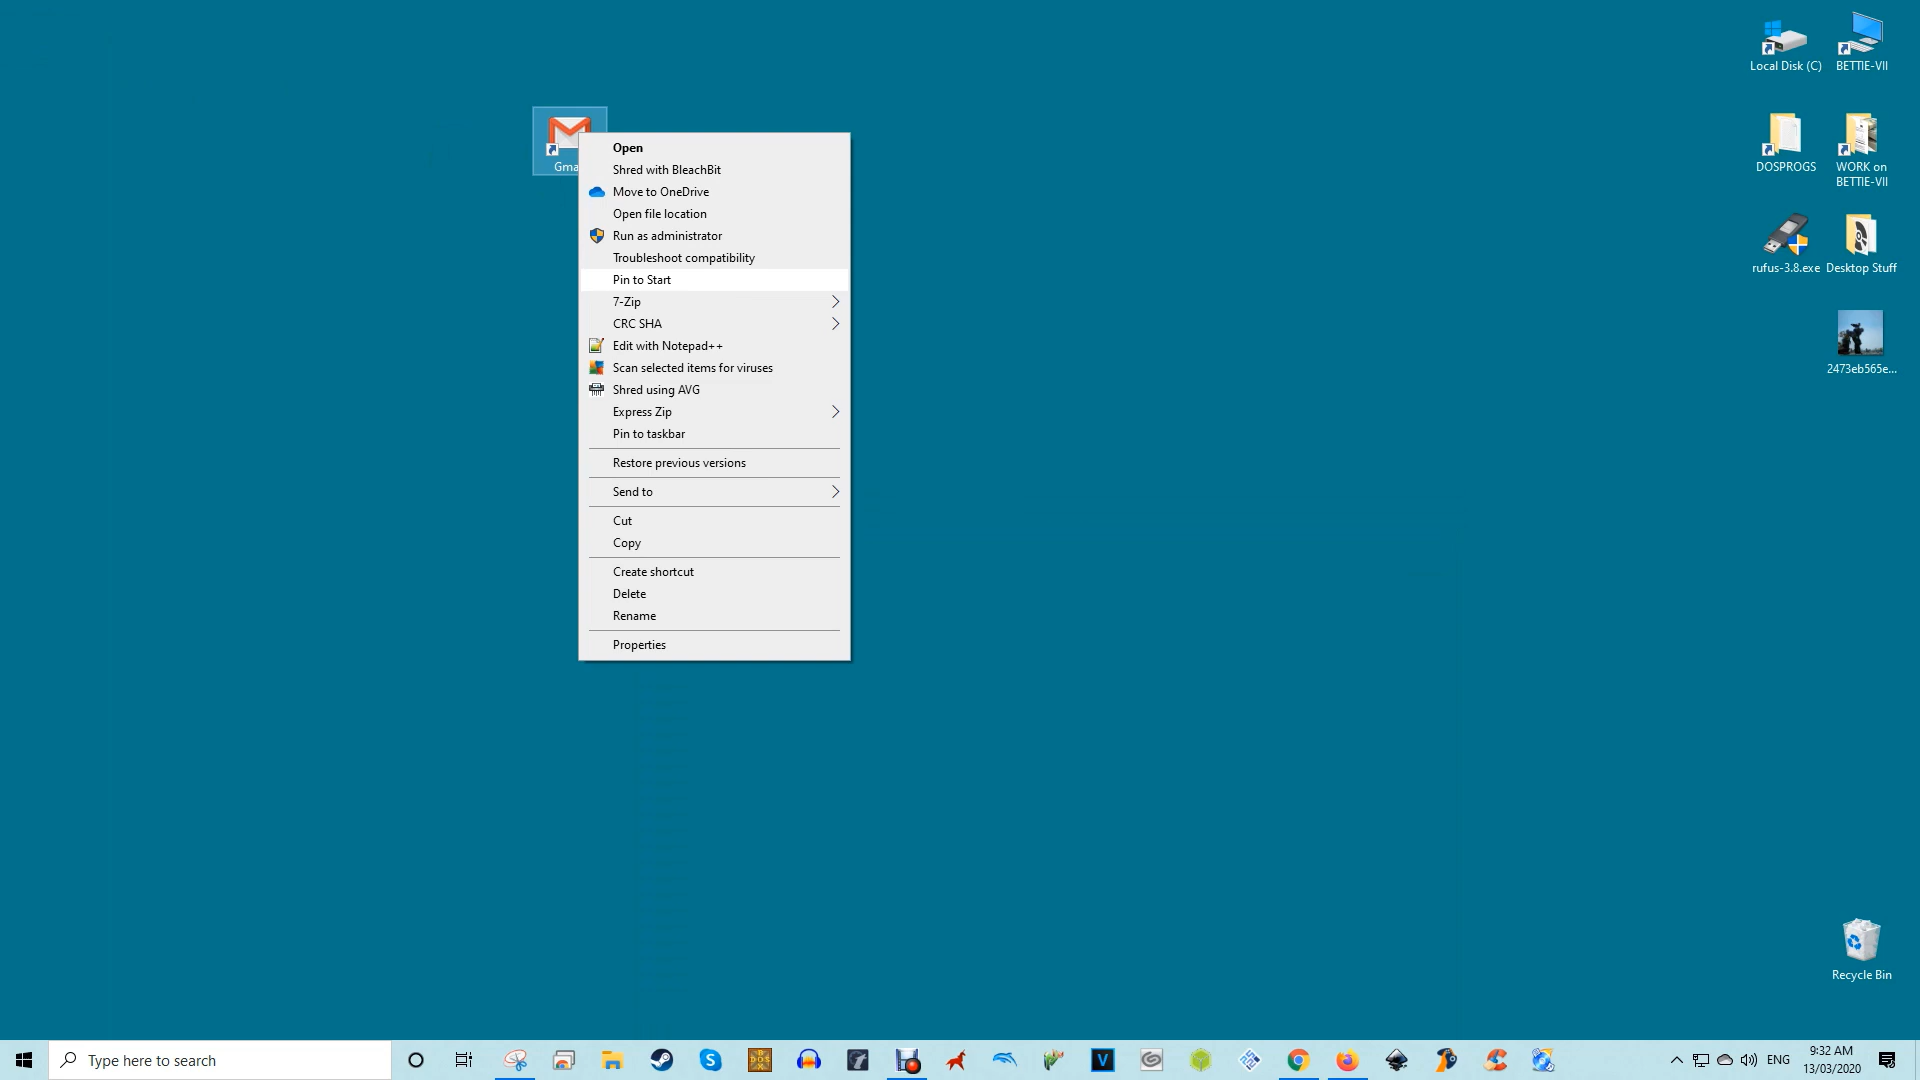 Local Disk (C)
BETTIE-VII
DOSPROGS
WORK on
BETTIE-VII
rufus-3.8.exe
Desktop Stuff
2473eb565e...
Gma
Open
Shred with BleachBit
Move to OneDrive
Open file location
Run as administrator
Troubleshoot compatibility
Pin to Start
7-Zip
CRC SHA
Edit with Notepad++
Scan selected items for viruses
Shred using AVG
Express Zip
Pin to taskbar
Restore previous versions
Send to
Cut
Copy
Create shortcut
Delete
Rename
Properties
Recycle Bin
Type here to search
ENG
9:32 AM
13/03/2020